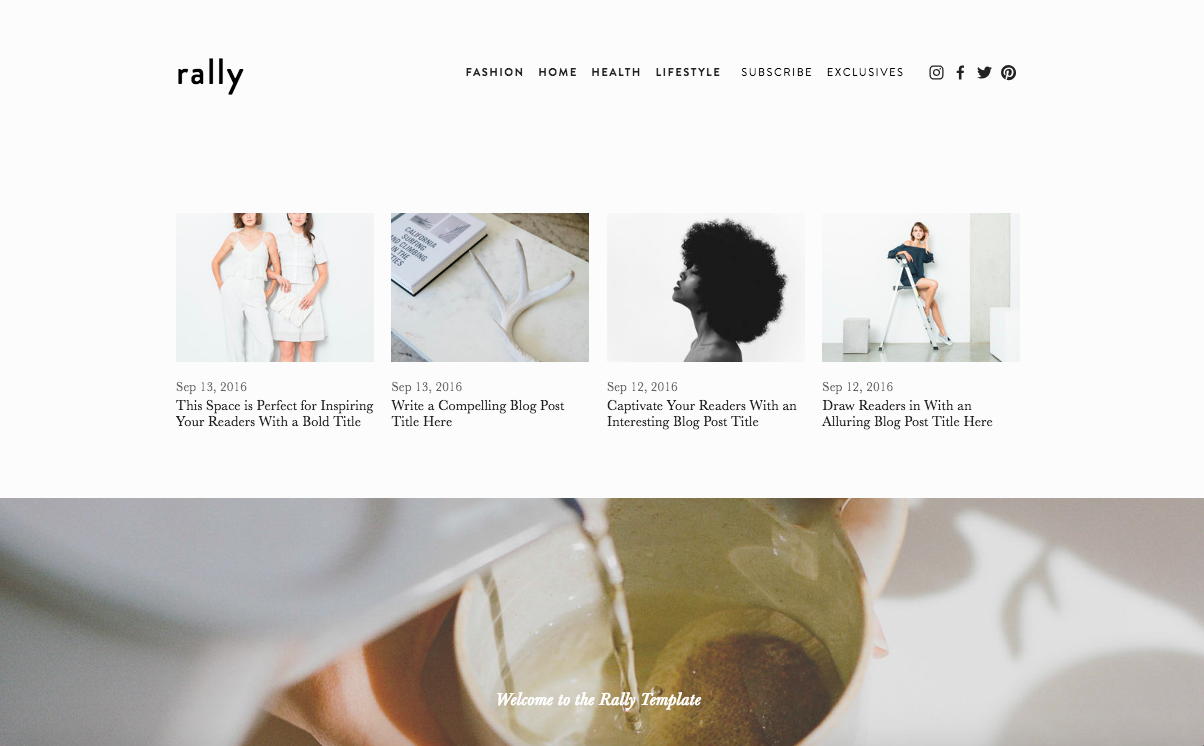 rally
FASHION HOME HEALTH LIFESTYLE SUBSCRIBE EXCLUSIVES
CALIFORNIA
SURFING
AND CLIMBING
IN THE
Sep 13, 2016
This Space is Perfect for Inspiring
Your Readers With a Bold Title
Sep 13, 2016
Write a Compelling Blog Post
Title Here
Sep 12, 2016
Captivate Your Readers With an
Interesting Blog Post Title
Sep 12, 2016
Draw Readers in With an
Alluring Blog Post Title Here
Welcome to the Rally Template